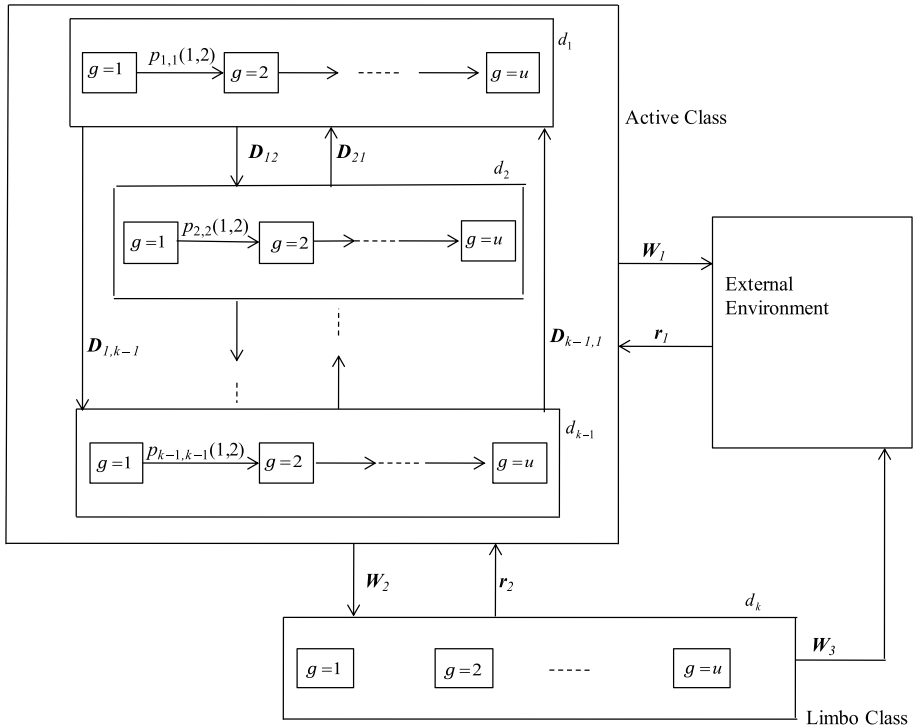 d₁
p₁,₁(1,2)
g=1 g=2 ----- g=u
Active Class
D₁₂ D₂₁
d₂
p₂,₂(1,2)
g=1 g=2 ------ g=u
W₁
External
Environment
r₁
D₁,ₖ₋₁ Dₖ₋₁,₁
dₖ₋₁
pₖ₋₁,ₖ₋₁(1,2)
g=1 g=2 ------ g=u
W₂ r₂
dₖ
W₃
g=1 g=2 ----- g=u
Limbo Class